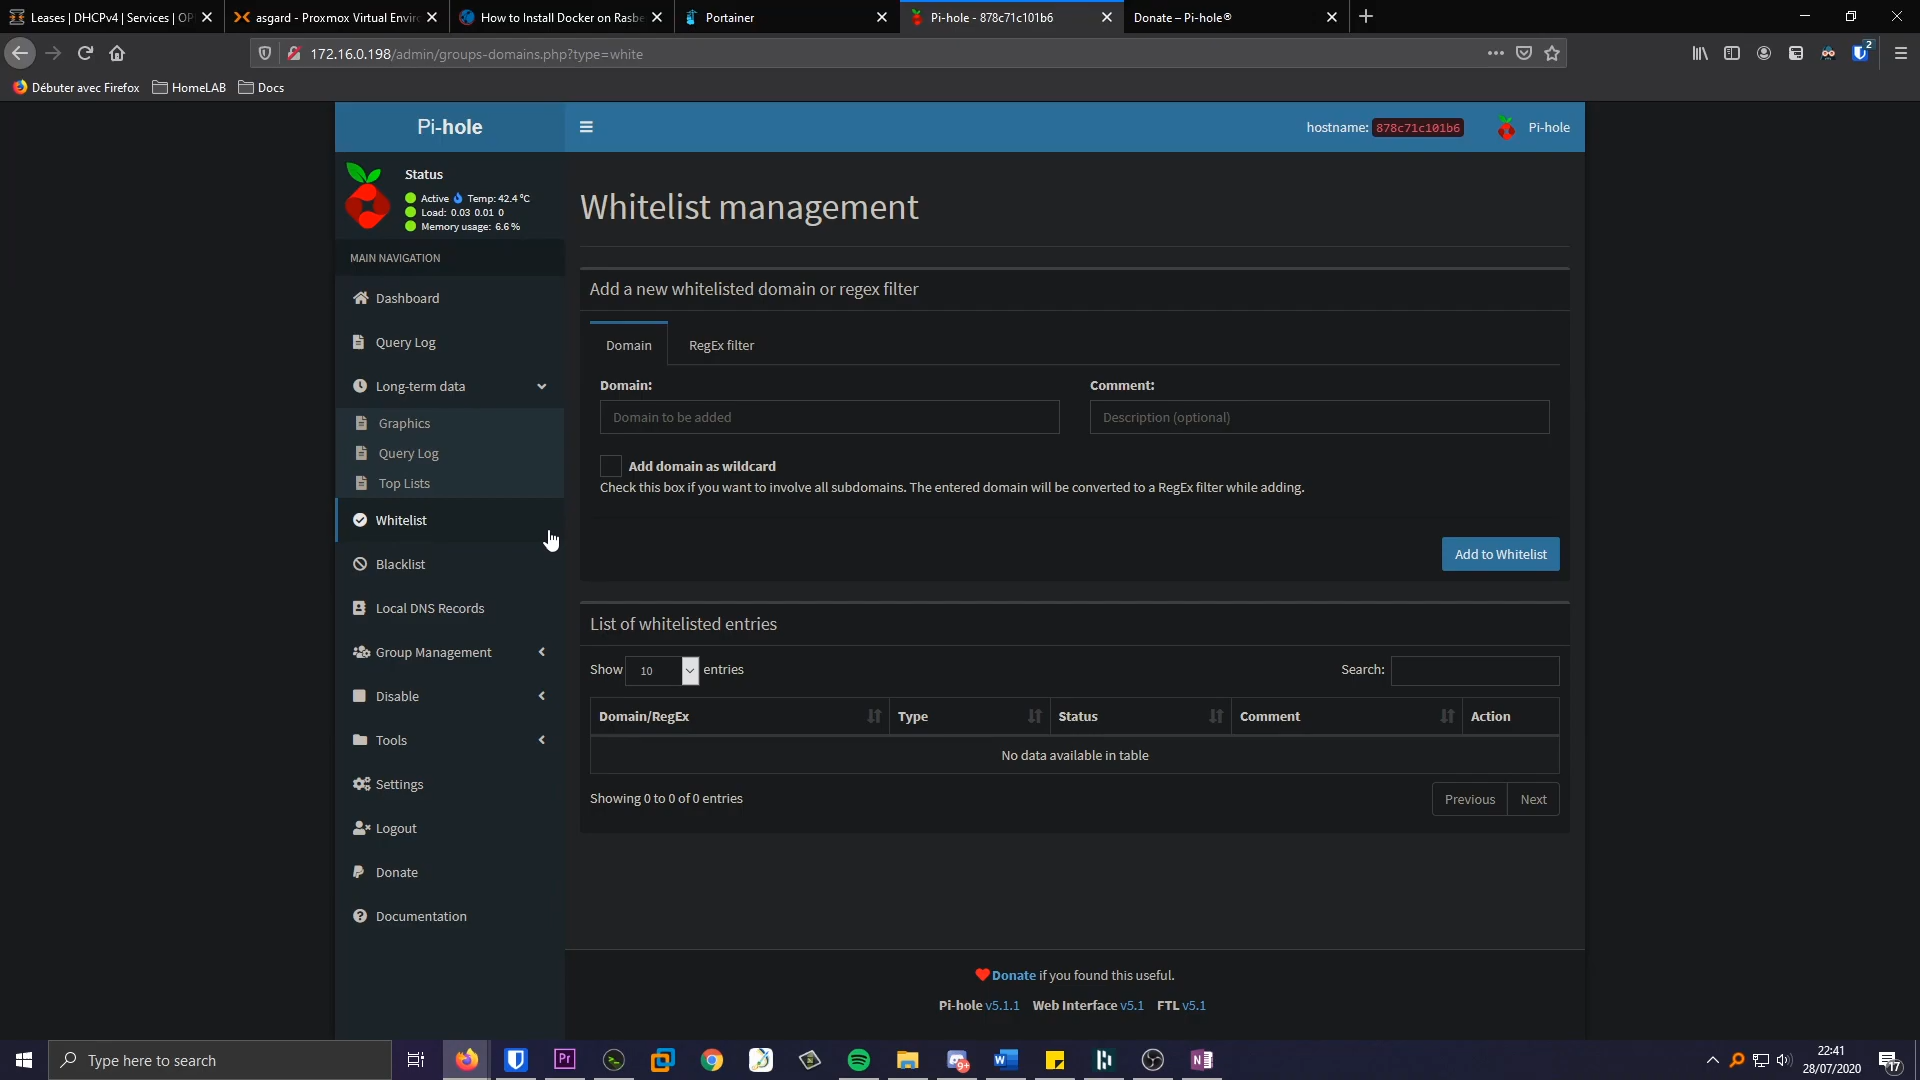 Leases | DHCPv4 | Services | OP
asgard - Proxmox Virtual Enviro
How to Install Docker on Rasbe
Portainer
Pi-hole - 878c71c101b6
Donate – Pi-hole®
172.16.0.198/admin/groups-domains.php?type=white
2
Débuter avec Firefox
HomeLAB
Docs
Pi-hole
hostname: 878c71c101b6
Pi-hole
Status
Active Temp: 42.4 °C
Load: 0.03 0.01 0
Memory usage: 6.6 %
MAIN NAVIGATION
Dashboard
Query Log
Long-term data
Graphics
Query Log
Top Lists
Whitelist
Blacklist
Local DNS Records
Group Management
Disable
Tools
Settings
Logout
Donate
Documentation
Whitelist management
Add a new whitelisted domain or regex filter
Domain
RegEx filter
Domain:
Comment:
Domain to be added
Description (optional)
Add domain as wildcard
Check this box if you want to involve all subdomains. The entered domain will be converted to a RegEx filter while adding.
Add to Whitelist
List of whitelisted entries
Show 10 entries
Search:
Domain/RegEx
Type
Status
Comment
Action
No data available in table
Showing 0 to 0 of 0 entries
Previous
Next
Donate if you found this useful.
Pi-hole v5.1.1 Web Interface v5.1 FTL v5.1
Type here to search
Pr
9+
22:41
28/07/2020
17